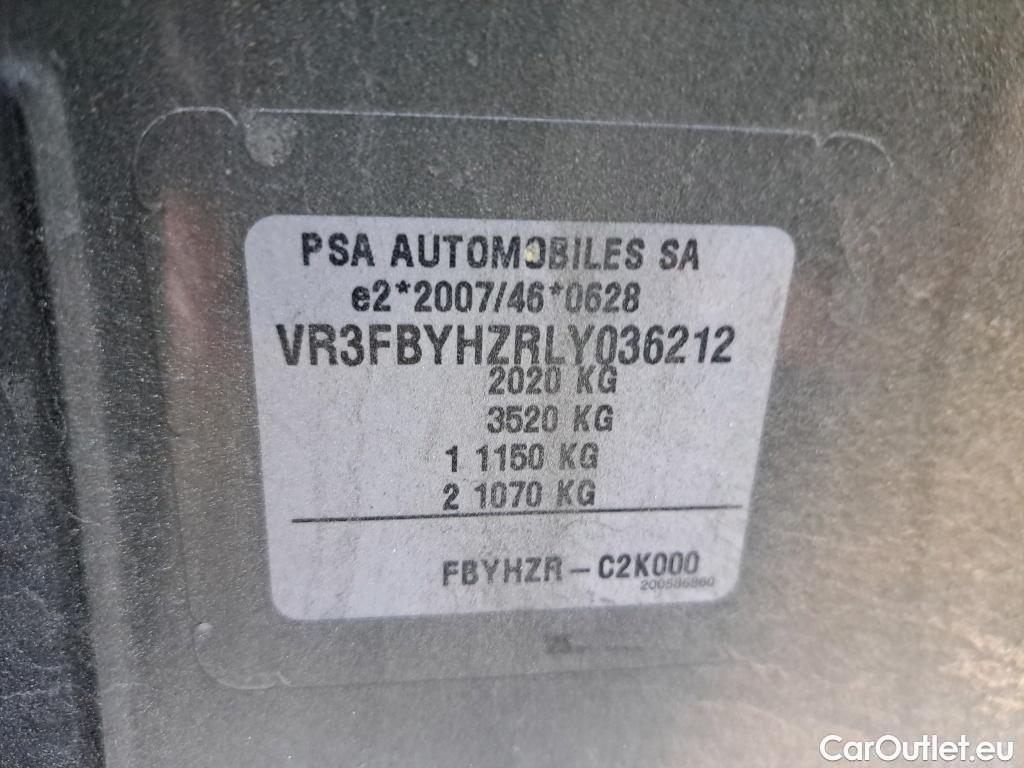 PSA AUTOMOBILES SA
e2*2007/46*0628
VR3FBYHZRLY036212
2020 KG
3520 KG
1 1150 KG
2 1070 KG
FBYHZR - C2K000
200586860
CarOutlet.eu